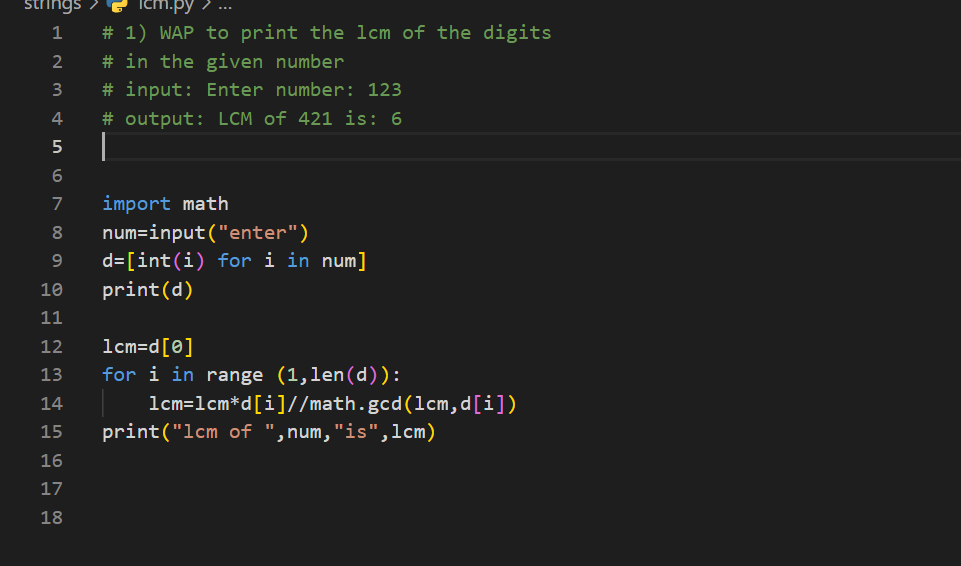 strings > lcm.py > ...
1 # 1) WAP to print the lcm of the digits
2 # in the given number
3 # input: Enter number: 123
4 # output: LCM of 421 is: 6
5
6
7 import math
8 num=input("enter")
9 d=[int(i) for i in num]
10 print(d)
11
12 lcm=d[0]
13 for i in range (1,len(d)):
14     lcm=lcm*d[i]//math.gcd(lcm,d[i])
15 print("lcm of ",num,"is",lcm)
16
17
18